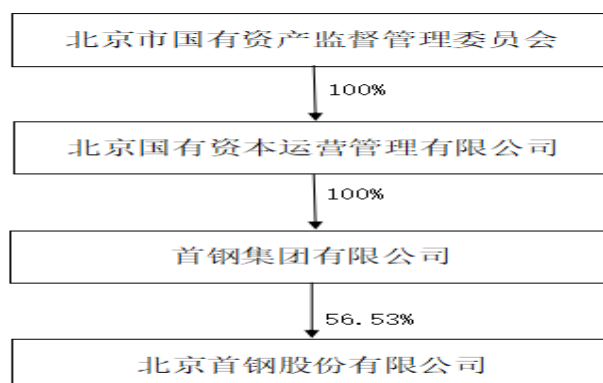 北京市国有资产监督管理委员会
100%
北京国有资本运营管理有限公司
100%
首钢集团有限公司
56.53%
北京首钢股份有限公司